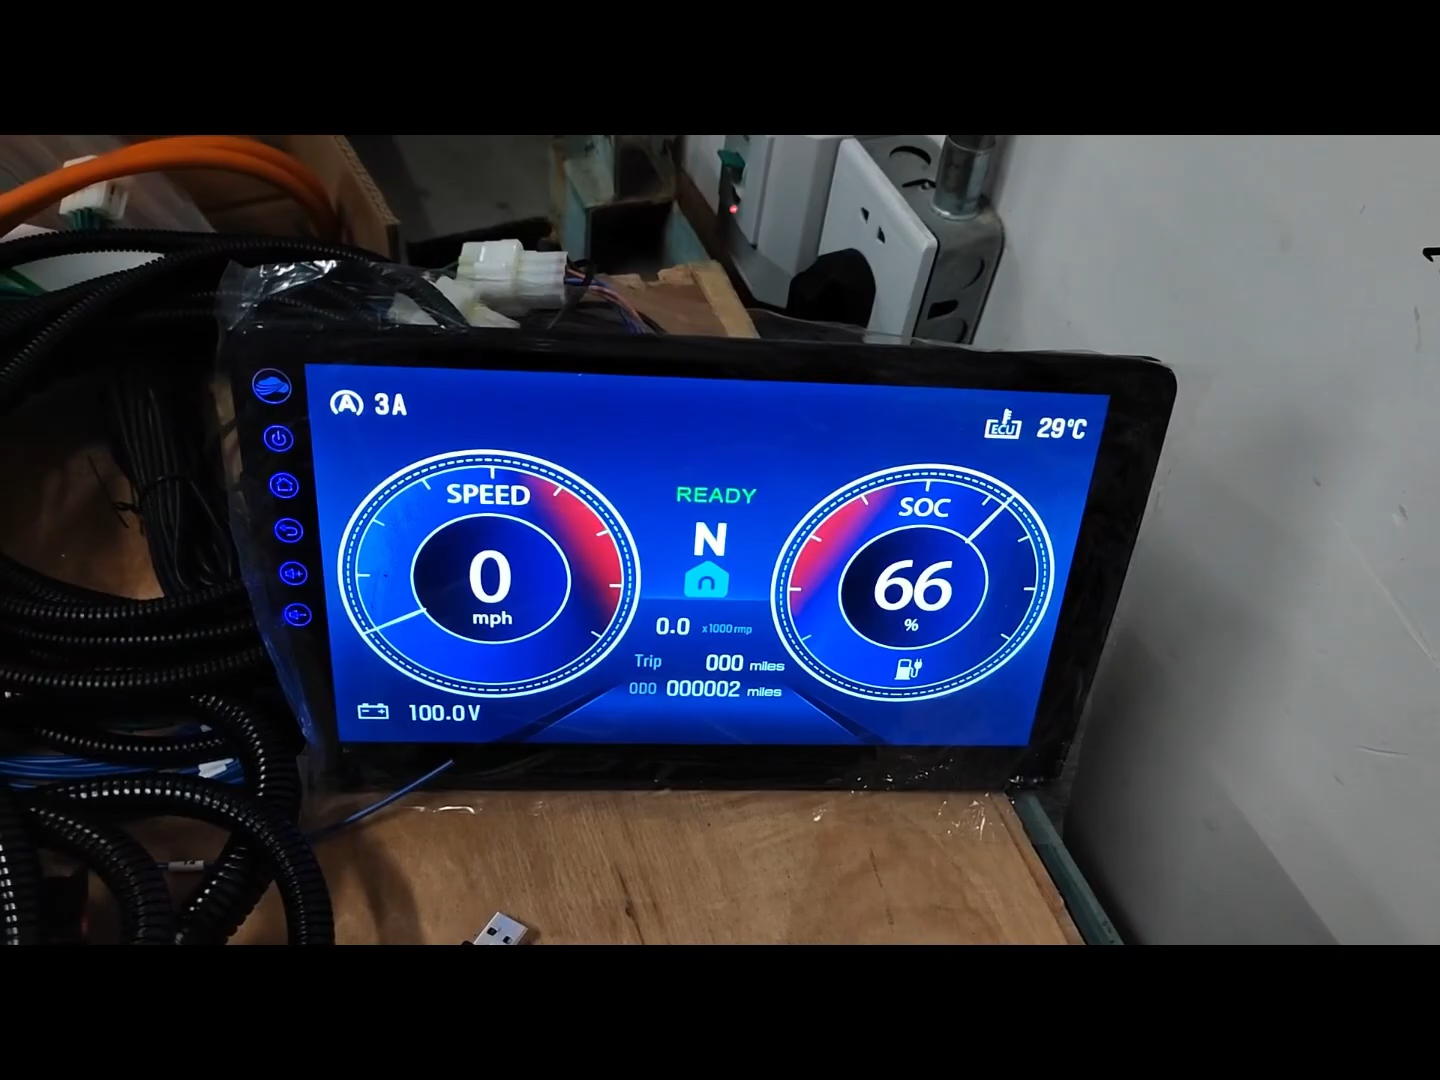 3A
ECU 29°C
SPEED
0
mph
READY
N
0.0 x1000rmp
Trip 000 miles
ODO 000002 miles
SOC
66
%
100.0V